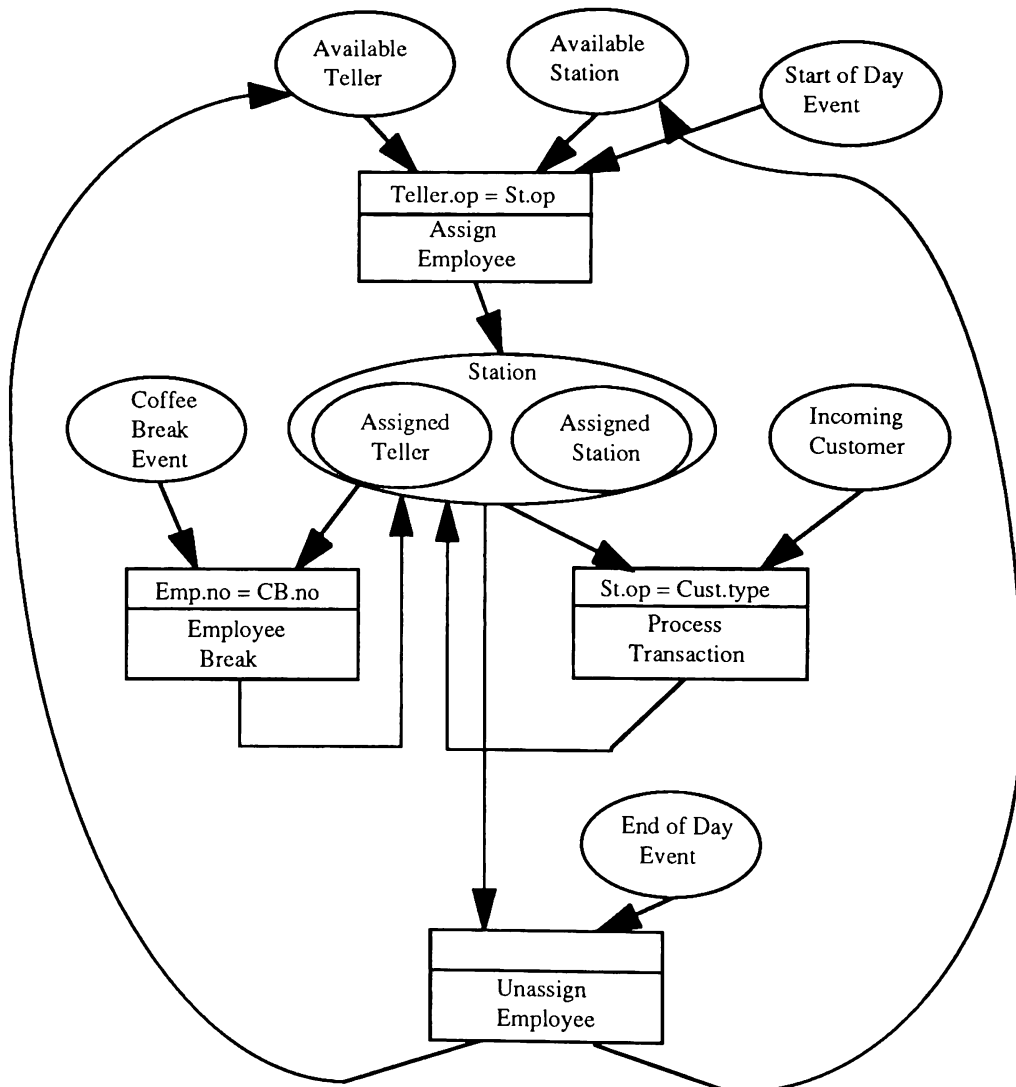 Available
Teller
Available
Station
Start of Day
Event
Teller.op = St.op
Assign
Employee
Station
Coffee
Break
Event
Assigned
Teller
Assigned
Station
Incoming
Customer
Emp.no = CB.no
Employee
Break
St.op = Cust.type
Process
Transaction
End of Day
Event
Unassign
Employee